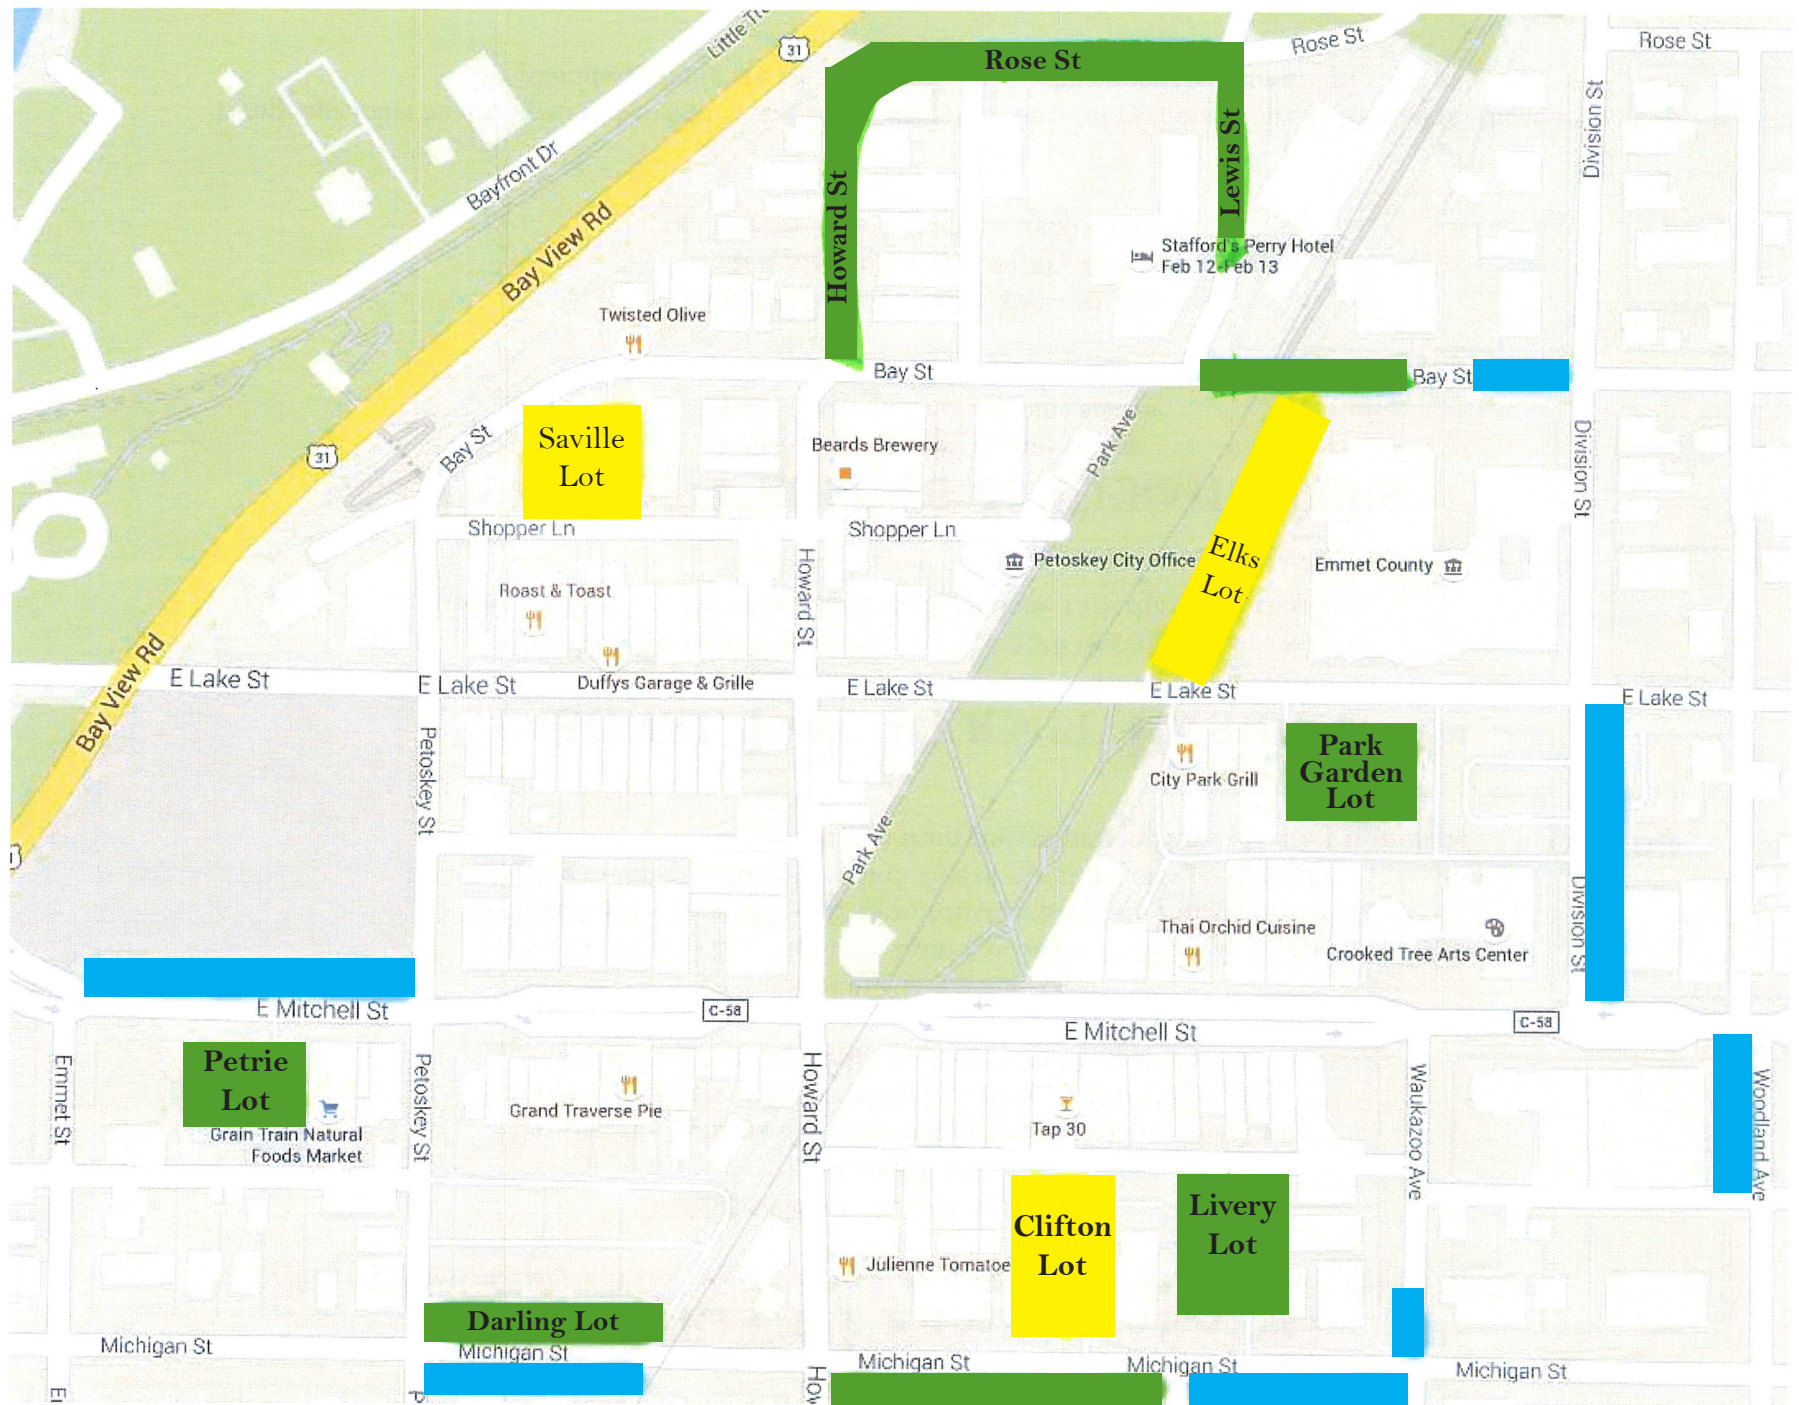 Little Tr
31
Rose St
Rose St
Rose St
Division St
Lewis St
Bayfront Dr
Howard St
Bay View Rd
Stafford's Perry Hotel
Feb 12-Feb 13
Twisted Olive
Bay St
Bay St
Park Ave
Saville
Lot
Bay St
Beards Brewery
31
Division St
Shopper Ln
Shopper Ln
Elks
Lot
Petoskey City Office
Emmet County
Howard St
Roast & Toast
Bay View Rd
E Lake St
E Lake St
Duffys Garage & Grille
E Lake St
E Lake St
E Lake St
Petoskey St
City Park Grill
Park
Garden
Lot
Park Ave
Division St
Thai Orchid Cuisine
Crooked Tree Arts Center
E Mitchell St
C-58
E Mitchell St
C-58
Emmet St
Petrie
Lot
Petoskey St
Howard St
Waukazoo Ave
Woodland Ave
Grand Traverse Pie
Tap 30
Grain Train Natural
Foods Market
Clifton
Lot
Livery
Lot
Julienne Tomatoe
Darling Lot
Michigan St
Michigan St
Michigan St
Michigan St
Michigan St
How